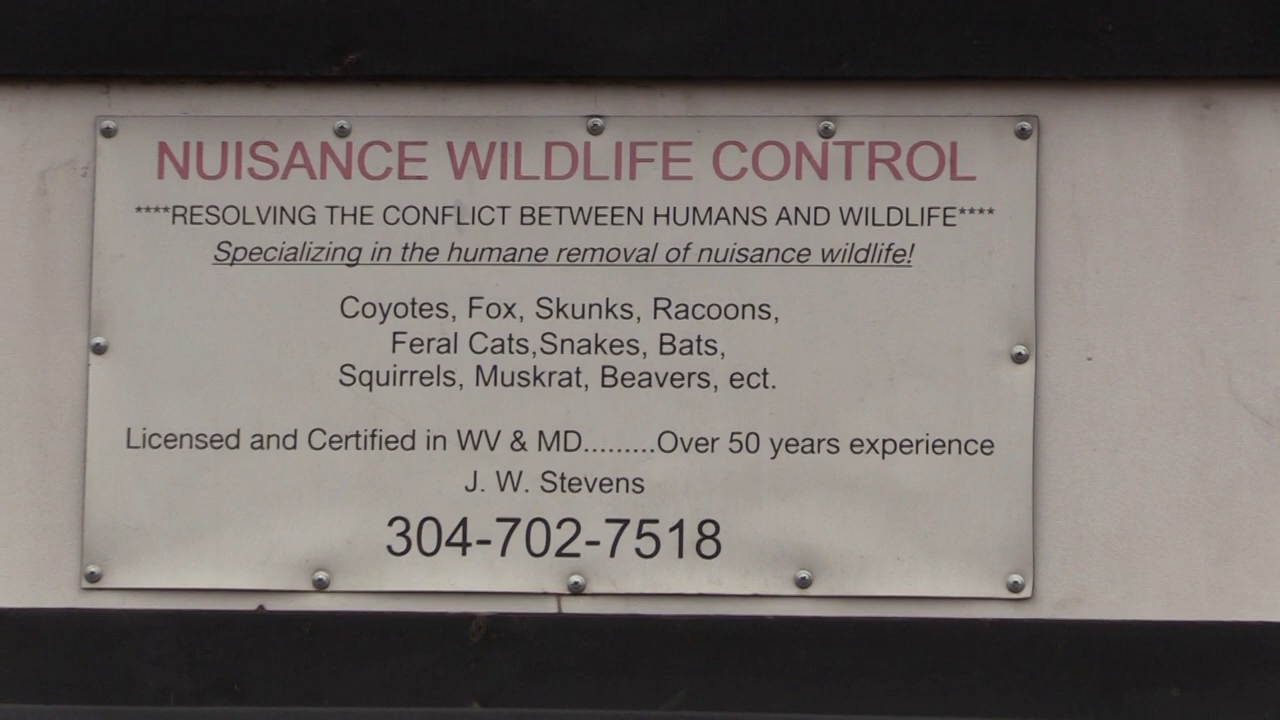 NUISANCE WILDLIFE CONTROL
****RESOLVING THE CONFLICT BETWEEN HUMANS AND WILDLIFE****
Specializing in the humane removal of nuisance wildlife!
Coyotes, Fox, Skunks, Racoons,
Feral Cats,Snakes, Bats,
Squirrels, Muskrat, Beavers, ect.
Licensed and Certified in WV & MD.........Over 50 years experience
J. W. Stevens
304-702-7518